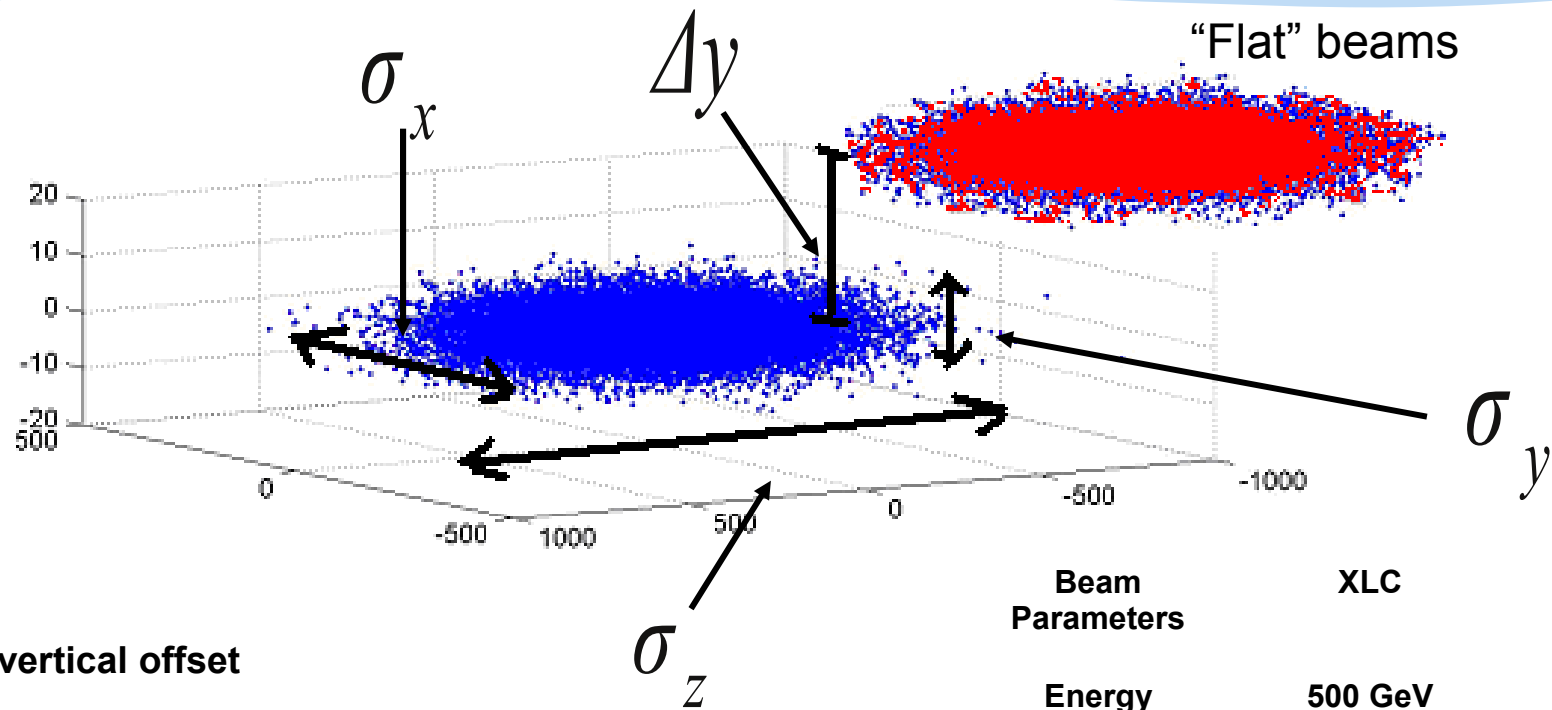 “Flat” beams
σx
Δy
20
10
0
-10
-20
500
0
-500
1000
500
0
-500
-1000
σy
σz
vertical offset
Beam Parameters
XLC
Energy
500 GeV